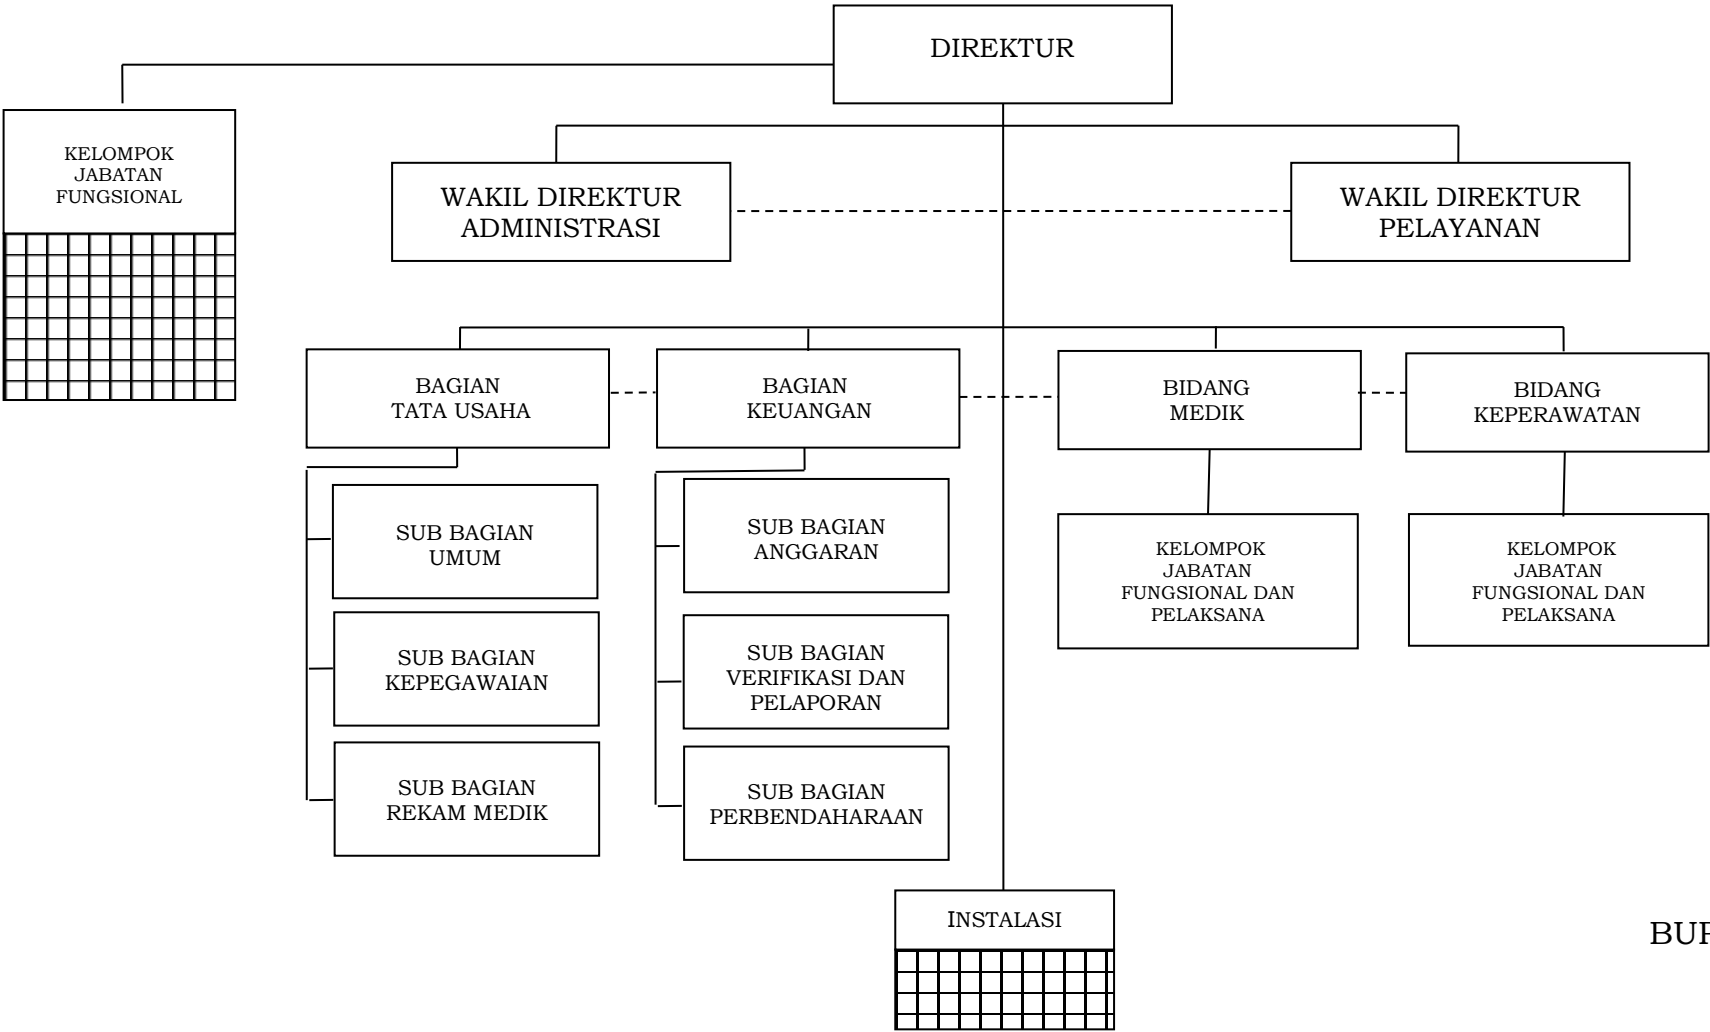 DIREKTUR
KELOMPOK
JABATAN
FUNGSIONAL
WAKIL DIREKTUR
ADMINISTRASI
WAKIL DIREKTUR
PELAYANAN
BAGIAN
TATA USAHA
BAGIAN
KEUANGAN
BIDANG
MEDIK
BIDANG
KEPERAWATAN
SUB BAGIAN
UMUM
SUB BAGIAN
KEPEGAWAIAN
SUB BAGIAN
REKAM MEDIK
SUB BAGIAN
ANGGARAN
SUB BAGIAN
VERIFIKASI DAN
PELAPORAN
SUB BAGIAN
PERBENDAHARAAN
KELOMPOK
JABATAN
FUNGSIONAL DAN
PELAKSANA
KELOMPOK
JABATAN
FUNGSIONAL DAN
PELAKSANA
INSTALASI